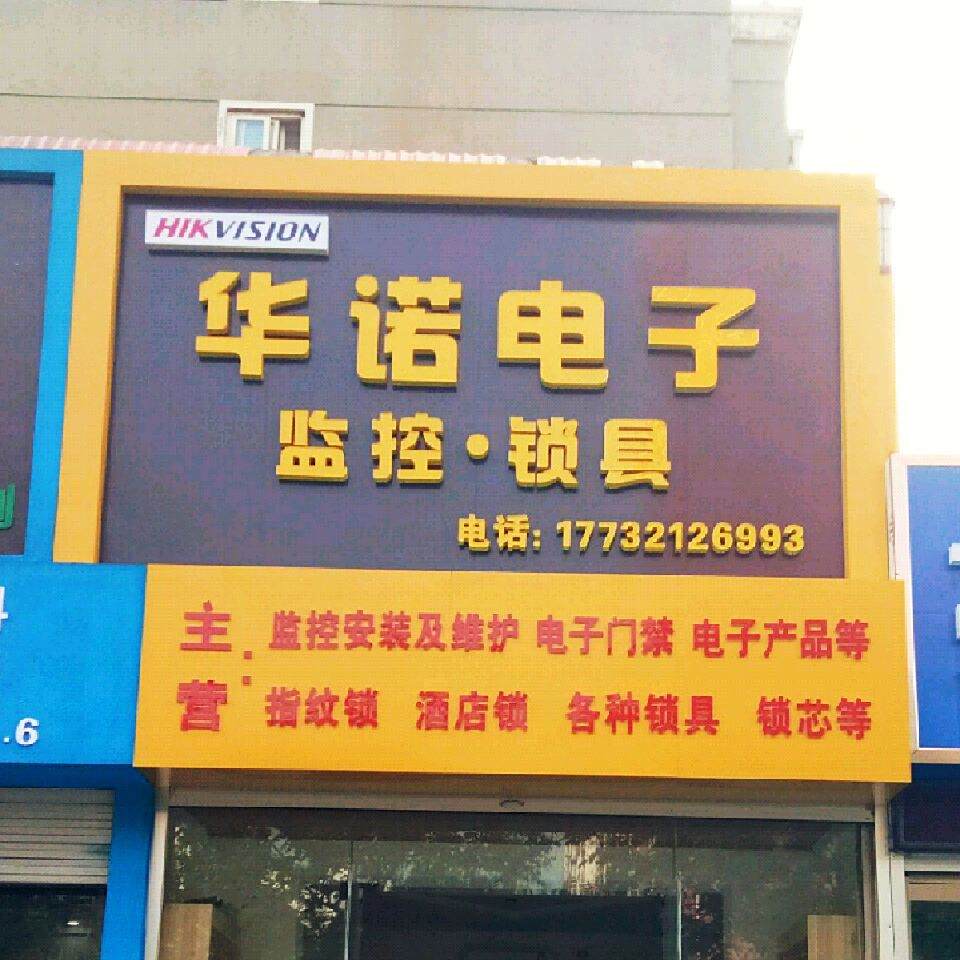 HIKVISION
华诺电子
监控·锁具
电话: 17732126993
主营:
监控安装及维护 电子门禁 电子产品等
指纹锁 酒店锁 各种锁具 锁芯等
.6